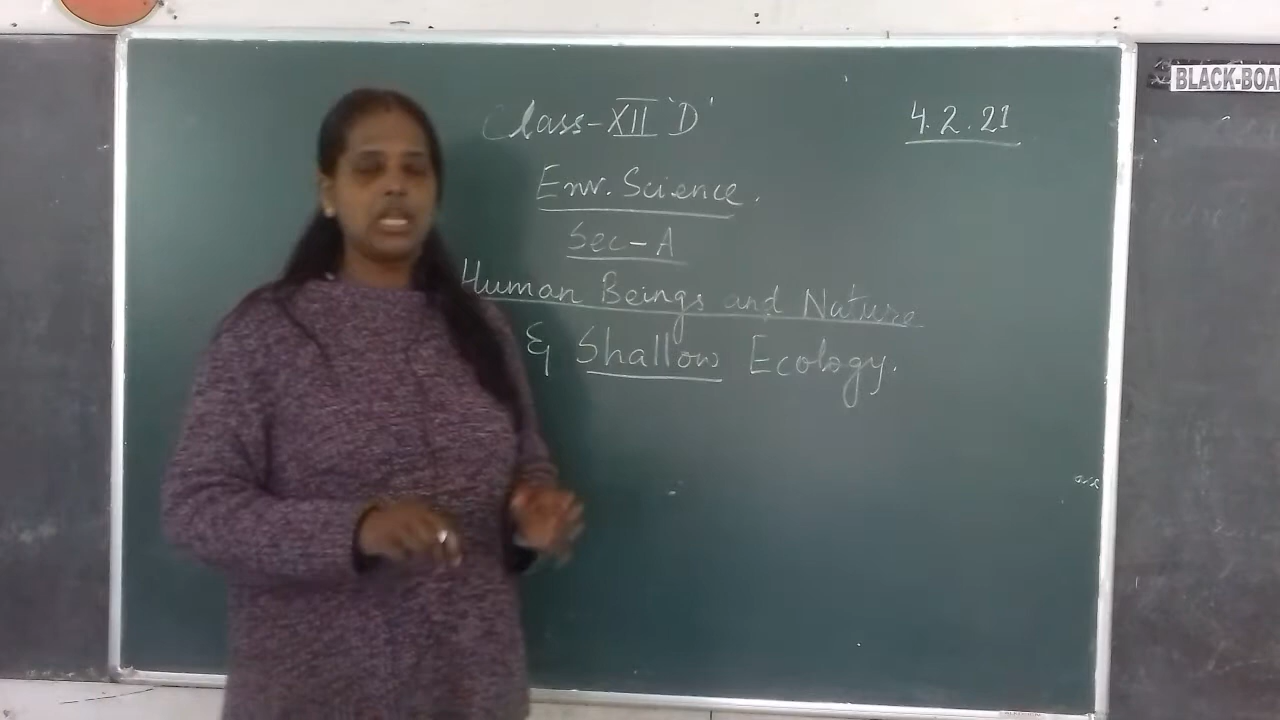 Class-XII 'D'
4.2.21
Env. Science.
Sec-A
Human Beings and Nature
& Shallow Ecology.
BLACK-BOA